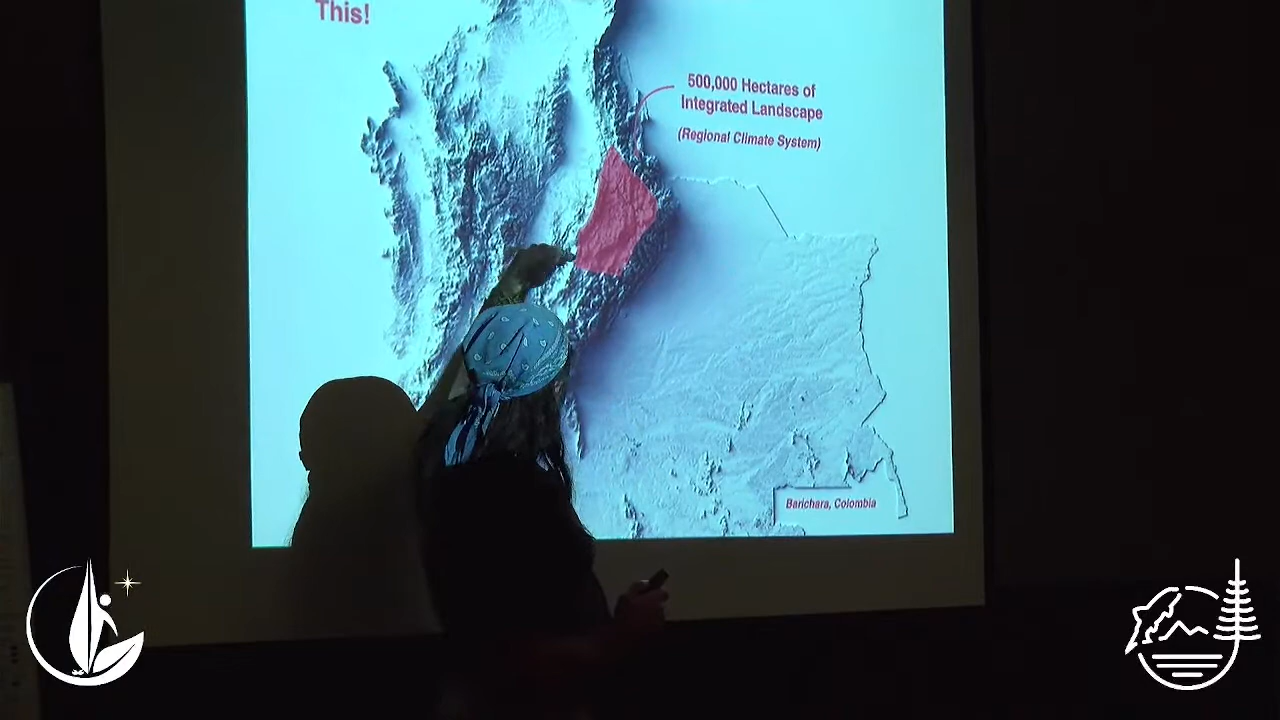 This!
500,000 Hectares of
Integrated Landscape
(Regional Climate System)
Barichara, Colombia